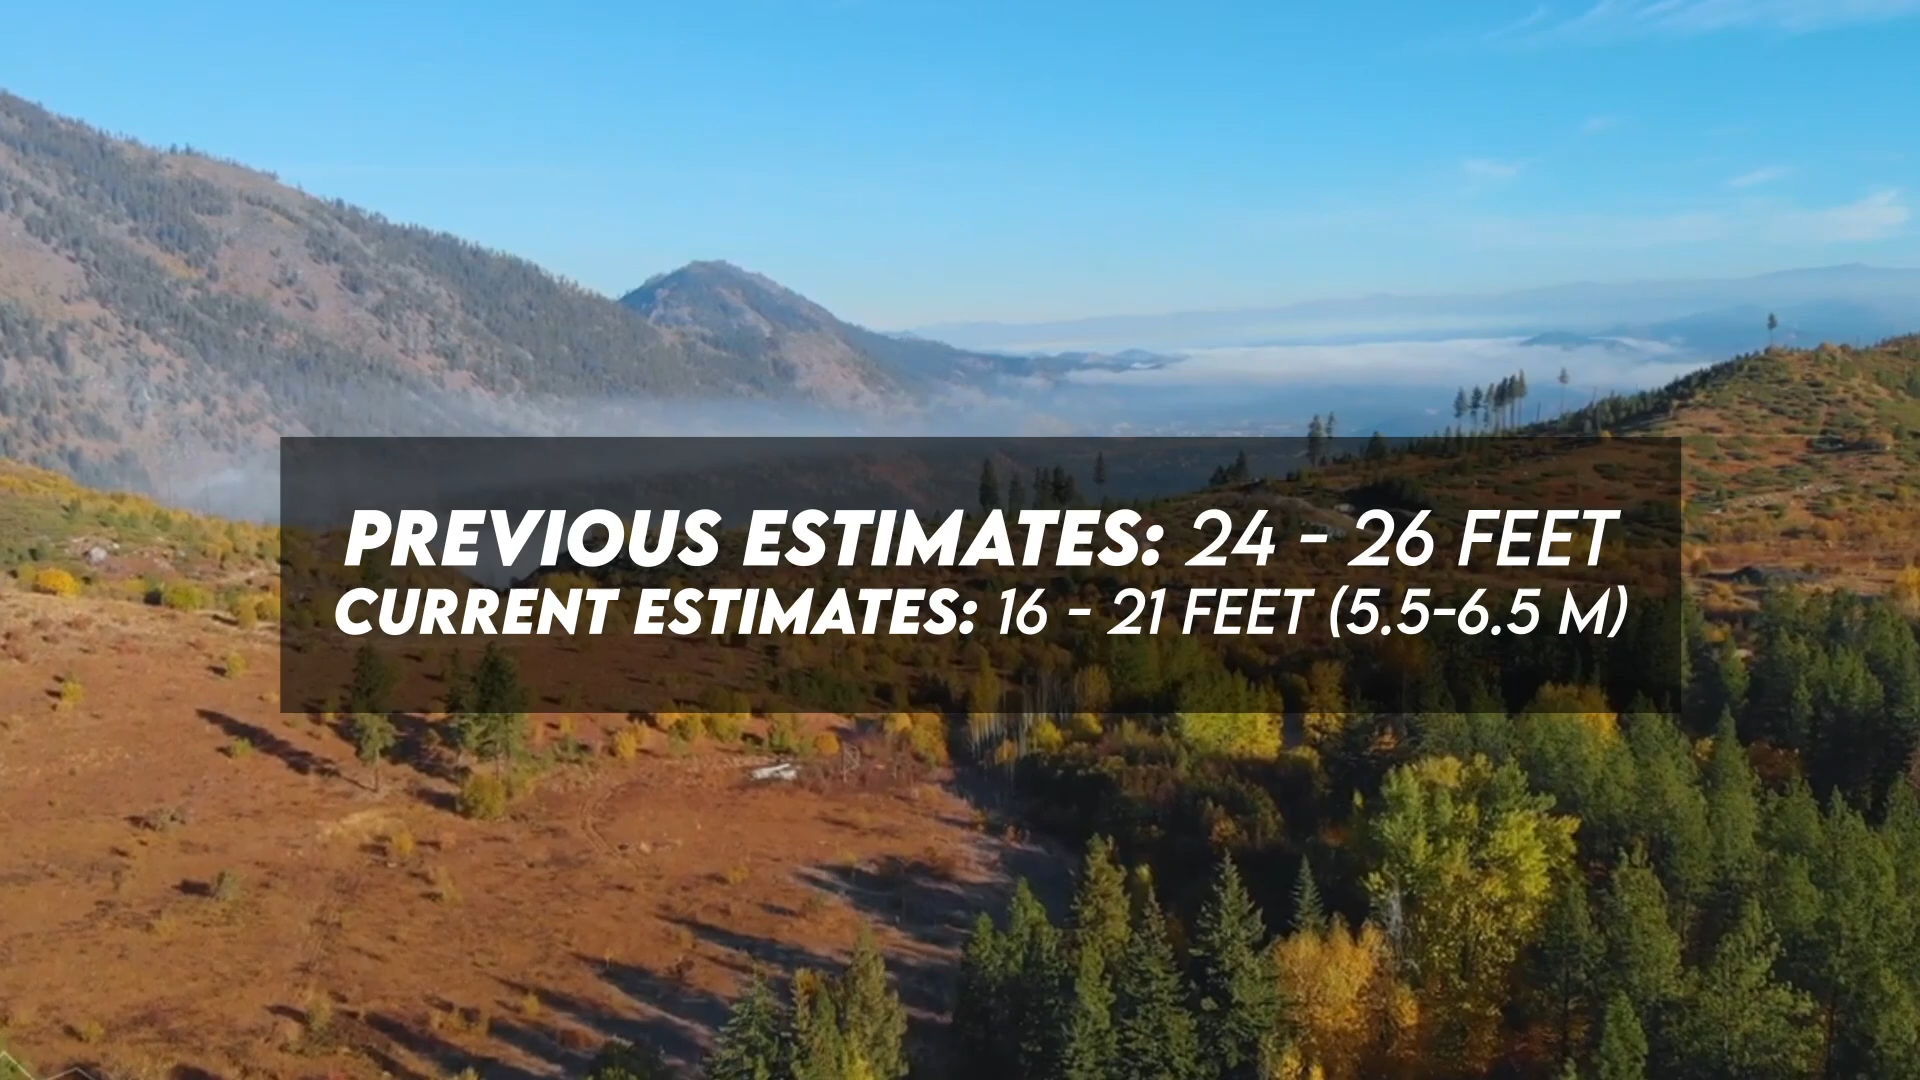 PREVIOUS ESTIMATES: 24 - 26 FEET
CURRENT ESTIMATES: 16 - 21 FEET (5.5-6.5 M)